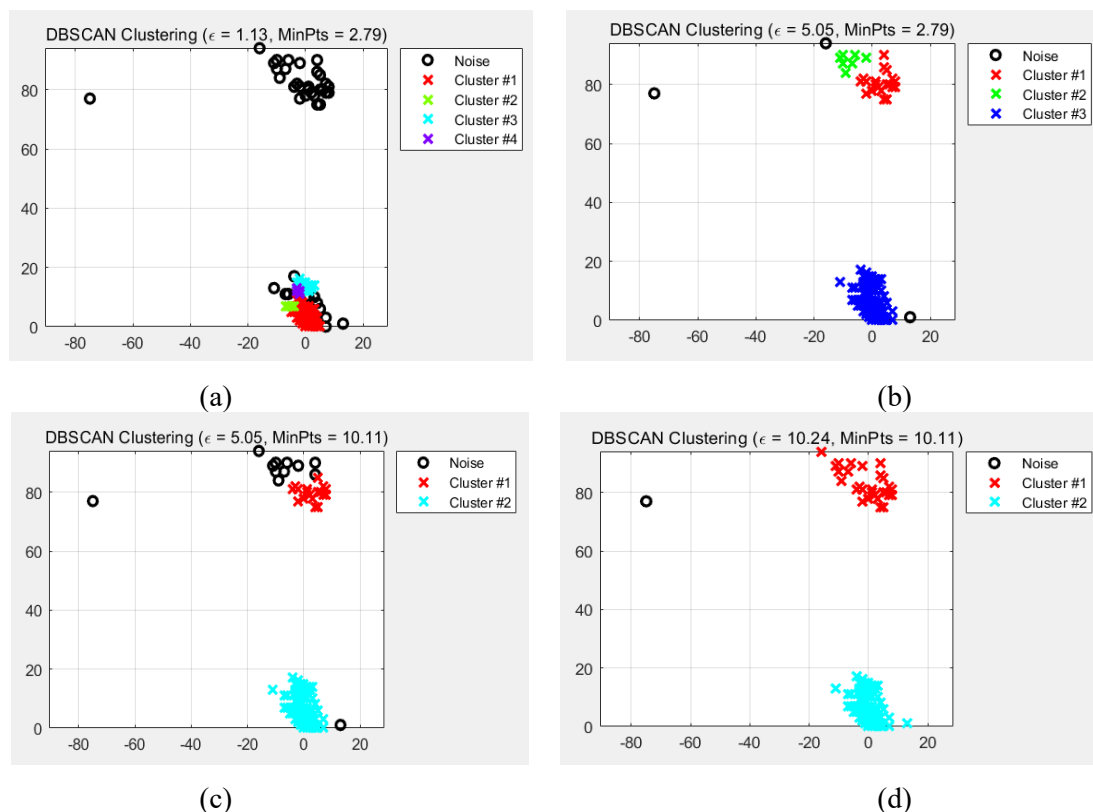 DBSCAN Clustering (ϵ = 1.13, MinPts = 2.79)
Noise
Cluster #1
Cluster #2
Cluster #3
Cluster #4
80
60
40
20
0
-80 -60 -40 -20 0 20
(a)
DBSCAN Clustering (ϵ = 5.05, MinPts = 2.79)
Noise
Cluster #1
Cluster #2
Cluster #3
80
60
40
20
0
-80 -60 -40 -20 0 20
(b)
DBSCAN Clustering (ϵ = 5.05, MinPts = 10.11)
Noise
Cluster #1
Cluster #2
80
60
40
20
0
-80 -60 -40 -20 0 20
(c)
DBSCAN Clustering (ϵ = 10.24, MinPts = 10.11)
Noise
Cluster #1
Cluster #2
80
60
40
20
0
-80 -60 -40 -20 0 20
(d)